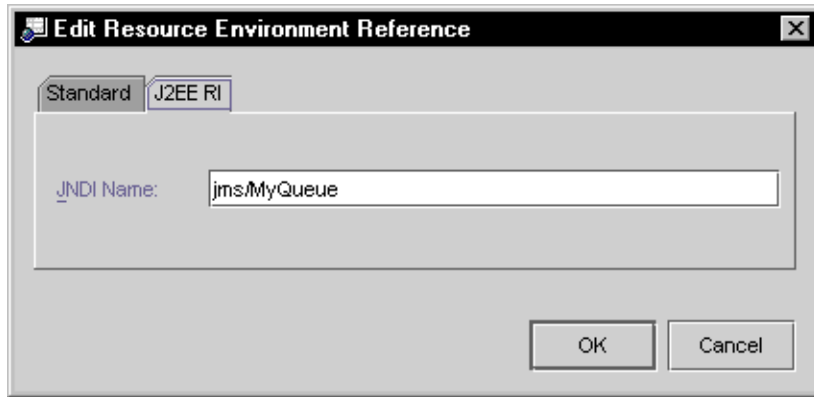 Edit Resource Environment Reference
Standard J2EE RI
JNDI Name: jms/MyQueue
OK Cancel